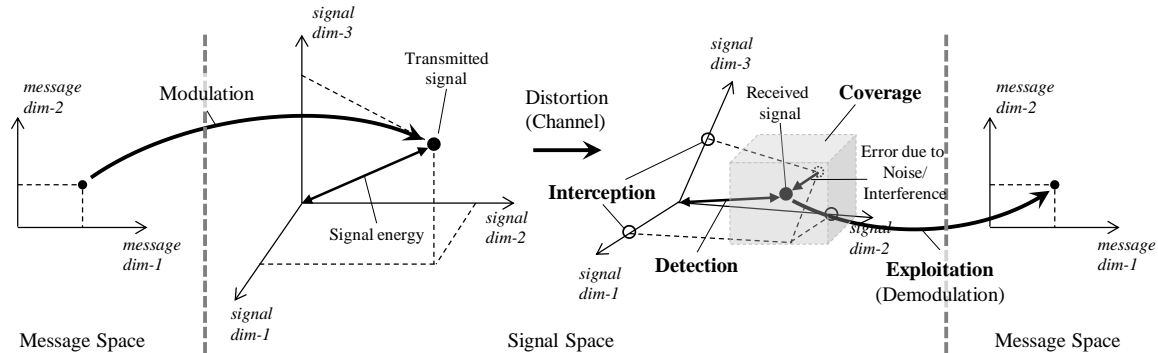 message
dim-2
message
dim-1
Message Space
Modulation
signal
dim-3
Transmitted
signal
Signal energy
signal
dim-2
signal
dim-1
Distortion
(Channel)
Signal Space
signal
dim-3
Received
signal
Coverage
Error due to
Noise/
Interference
Interception
signal
dim-2
signal
dim-1
Detection
Exploitation
(Demodulation)
message
dim-2
message
dim-1
Message Space